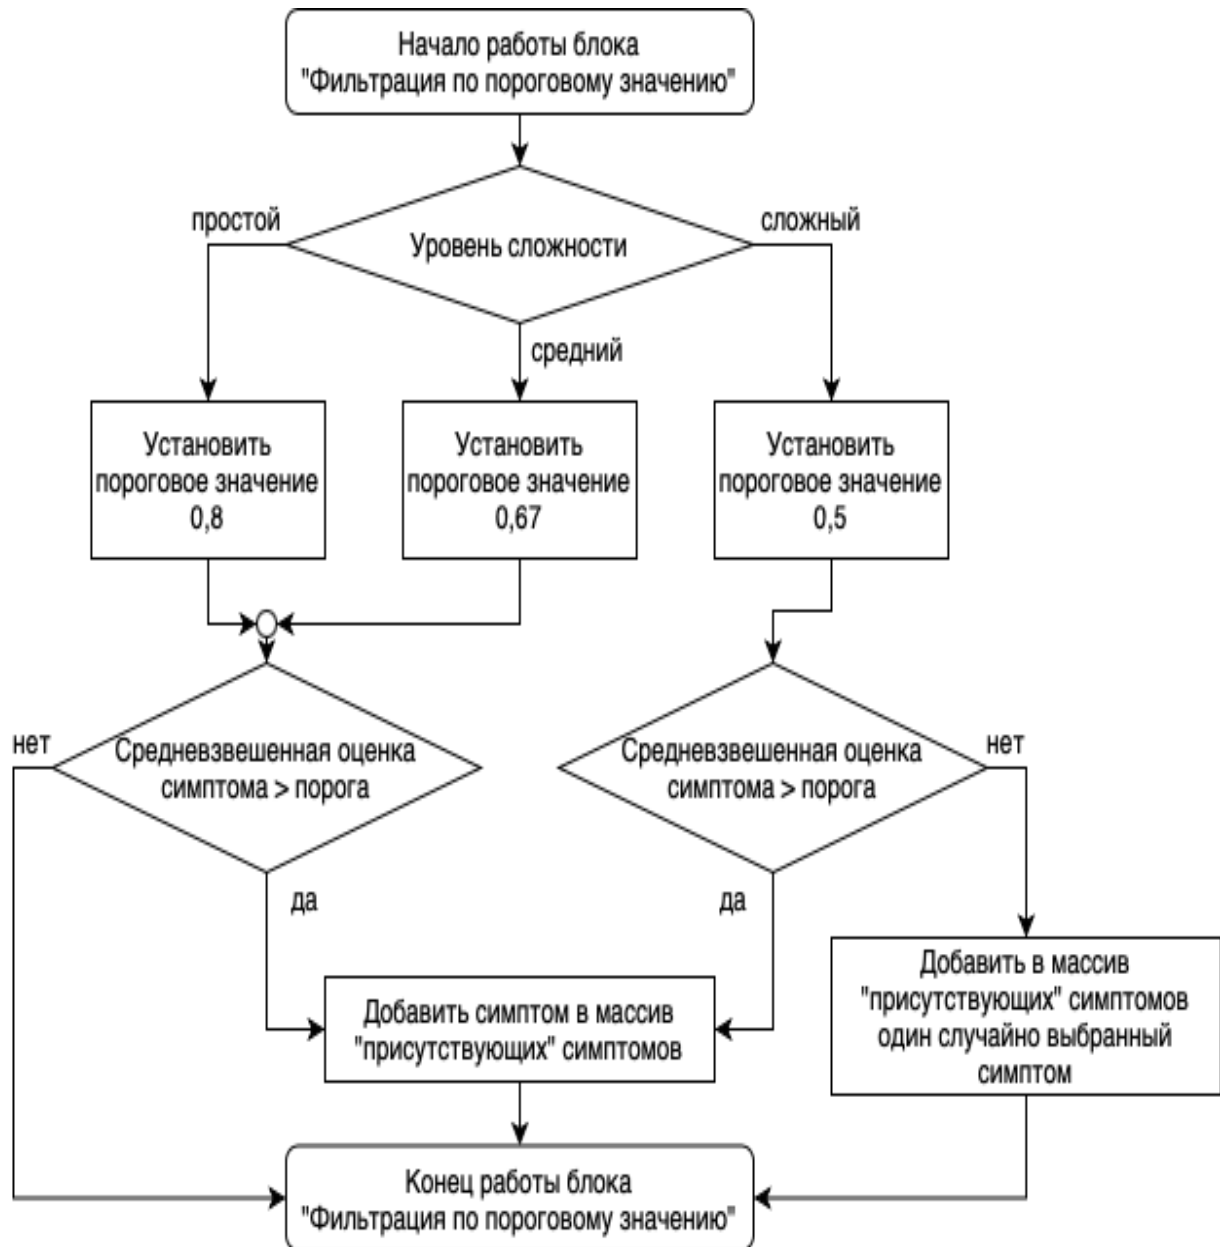 Начало работы блока
"Фильтрация по пороговому значению"
простой
сложный
Уровень сложности
средний
Установить
пороговое значение
0,8
Установить
пороговое значение
0,67
Установить
пороговое значение
0,5
нет
Средневзвешенная оценка
симптома > порога
Средневзвешенная оценка
симптома > порога
нет
да
да
Добавить симптом в массив
"присутствующих" симптомов
Добавить в массив
"присутствующих" симптомов
один случайно выбранный
симптом
Конец работы блока
"Фильтрация по пороговому значению"